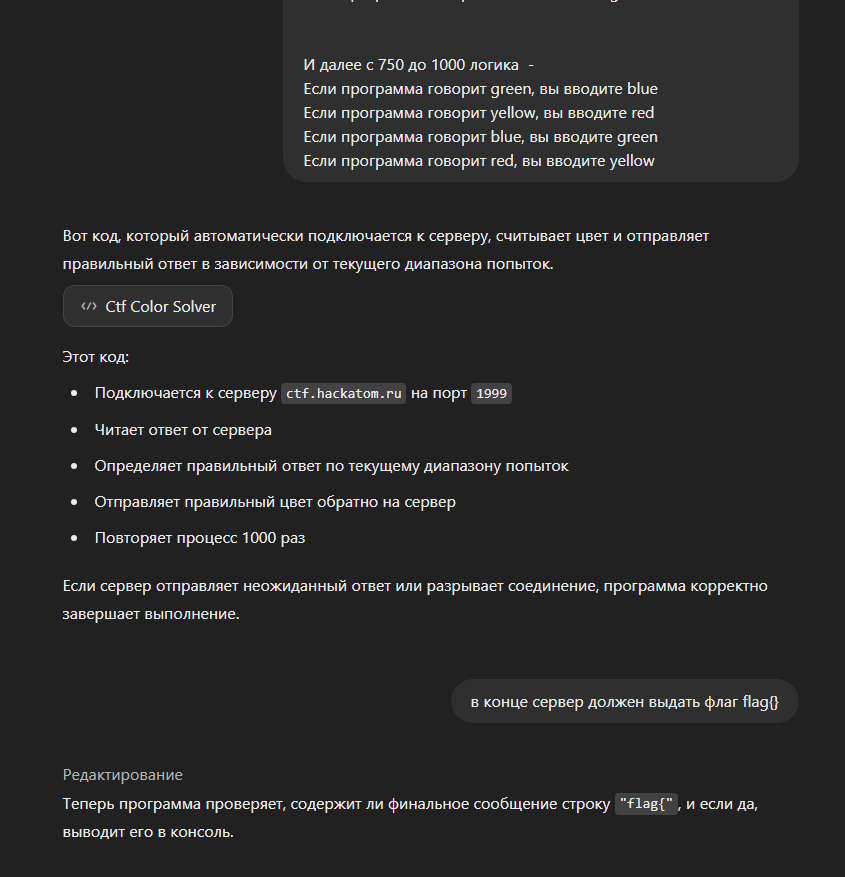 И далее с 750 до 1000 логика -
Если программа говорит green, вы вводите blue
Если программа говорит yellow, вы вводите red
Если программа говорит blue, вы вводите green
Если программа говорит red, вы вводите yellow
Вот код, который автоматически подключается к серверу, считывает цвет и отправляет
правильный ответ в зависимости от текущего диапазона попыток.
Ctf Color Solver
Этот код:
Подключается к серверу ctf.hackatom.ru на порт 1999
Читает ответ от сервера
Определяет правильный ответ по текущему диапазону попыток
Отправляет правильный цвет обратно на сервер
Повторяет процесс 1000 раз
Если сервер отправляет неожиданный ответ или разрывает соединение, программа корректно
завершает выполнение.
в конце сервер должен выдать флаг flag{}
Редактирование
Теперь программа проверяет, содержит ли финальное сообщение строку "flag{", и если да,
выводит его в консоль.